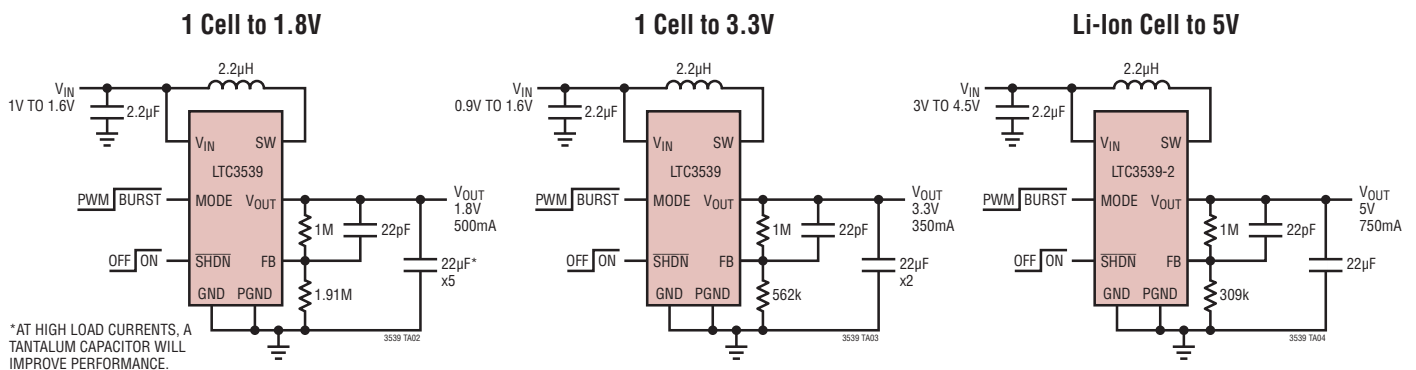 1 Cell to 1.8V
2.2µH
VIN
1V TO 1.6V
2.2µF
VIN
SW
LTC3539
PWM
BURST
MODE
VOUT
VOUT
1.8V
500mA
1M
22pF
OFF
ON
SHDN
FB
22µF*
x5
1.91M
GND
PGND
*AT HIGH LOAD CURRENTS, A
TANTALUM CAPACITOR WILL
IMPROVE PERFORMANCE.
3539 TA02
1 Cell to 3.3V
2.2µH
VIN
0.9V TO 1.6V
2.2µF
VIN
SW
LTC3539
PWM
BURST
MODE
VOUT
VOUT
3.3V
350mA
1M
22pF
OFF
ON
SHDN
FB
22µF
x2
562k
GND
PGND
3539 TA03
Li-Ion Cell to 5V
2.2µH
VIN
3V TO 4.5V
2.2µF
VIN
SW
LTC3539-2
PWM
BURST
MODE
VOUT
VOUT
5V
750mA
1M
22pF
OFF
ON
SHDN
FB
22µF
309k
GND
PGND
3539 TA04